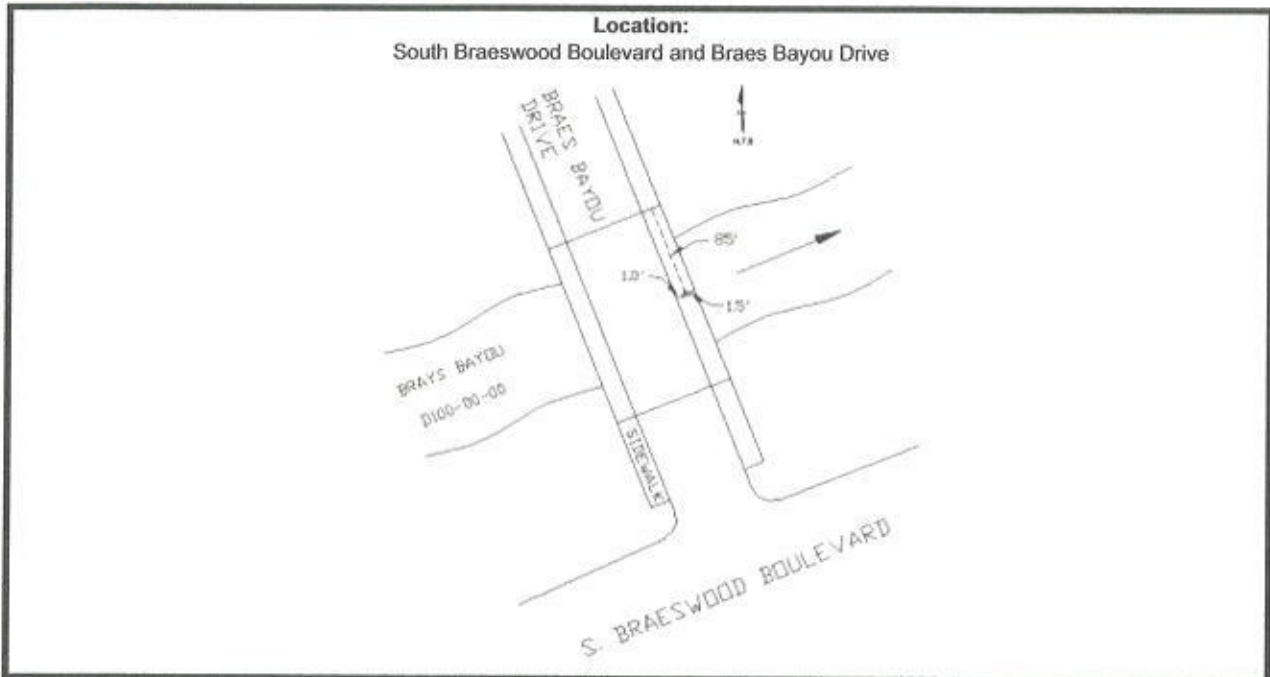 Location:
South Braeswood Boulevard and Braes Bayou Drive
BRAES BAYOU
DRIVE
N.T.S
85'
1.0'
1.5'
BRAYS BAYOU
D100-00-00
SIDEWALK
S. BRAESWOOD BOULEVARD